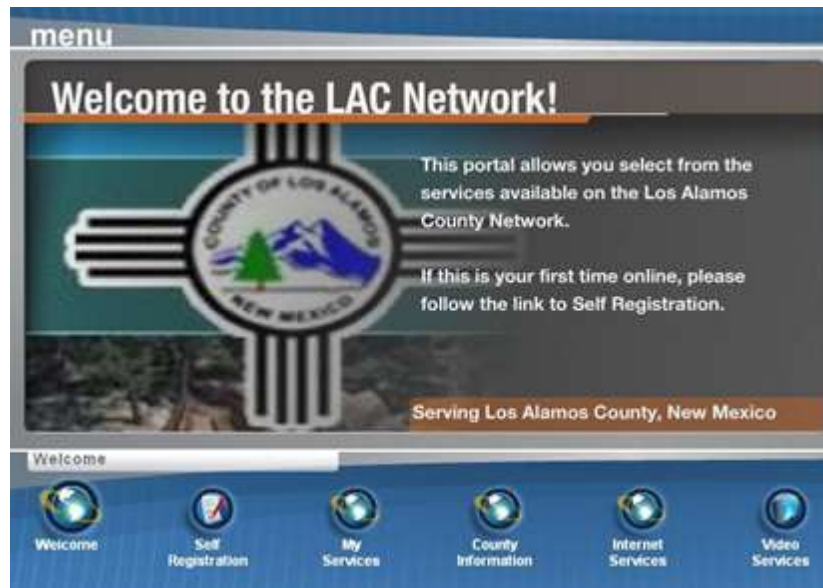 menu
Welcome to the LAC Network!
This portal allows you select from the
services available on the Los Alamos
County Network.
If this is your first time online, please
follow the link to Self Registration.
COUNTY OF LOS ALAMOS
NEW MEXICO
Serving Los Alamos County, New Mexico
Welcome
Welcome
Self
Registration
My
Services
County
Information
Internet
Services
Video
Services